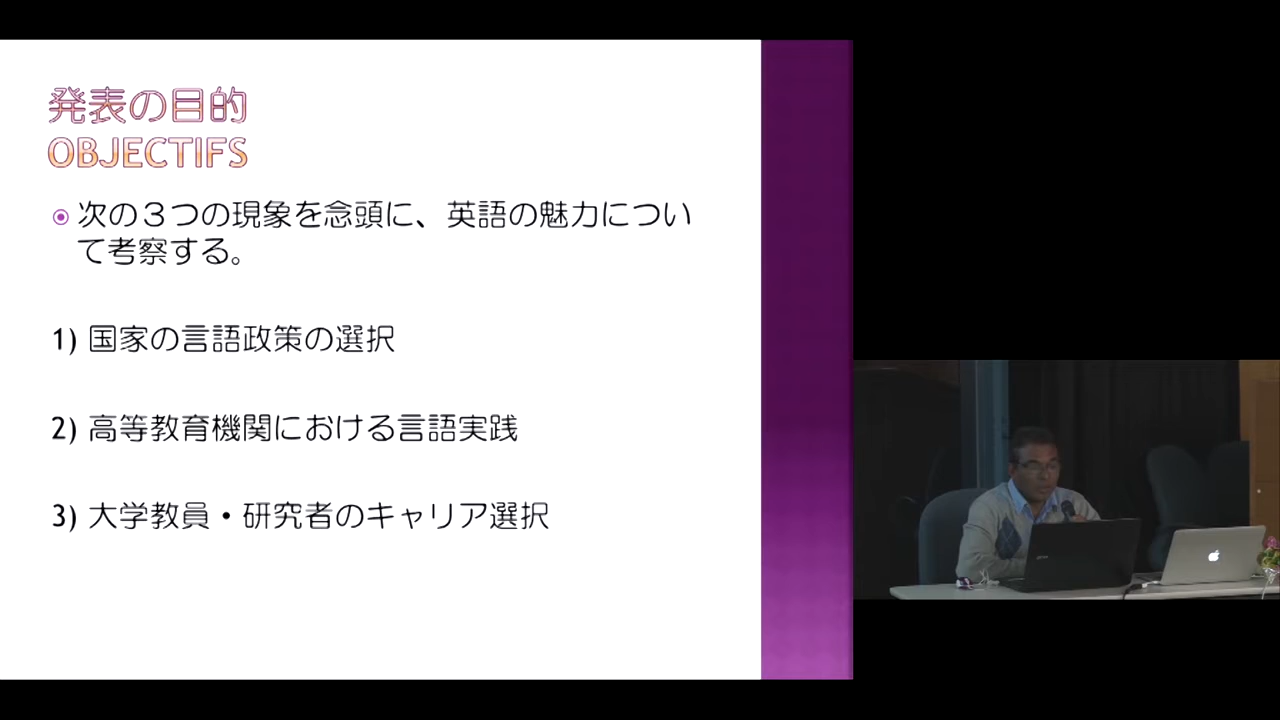 発表の目的
OBJECTIFS
次の３つの現象を念頭に、英語の魅力につい
て考察する。
1) 国家の言語政策の選択
2) 高等教育機関における言語実践
3) 大学教員・研究者のキャリア選択